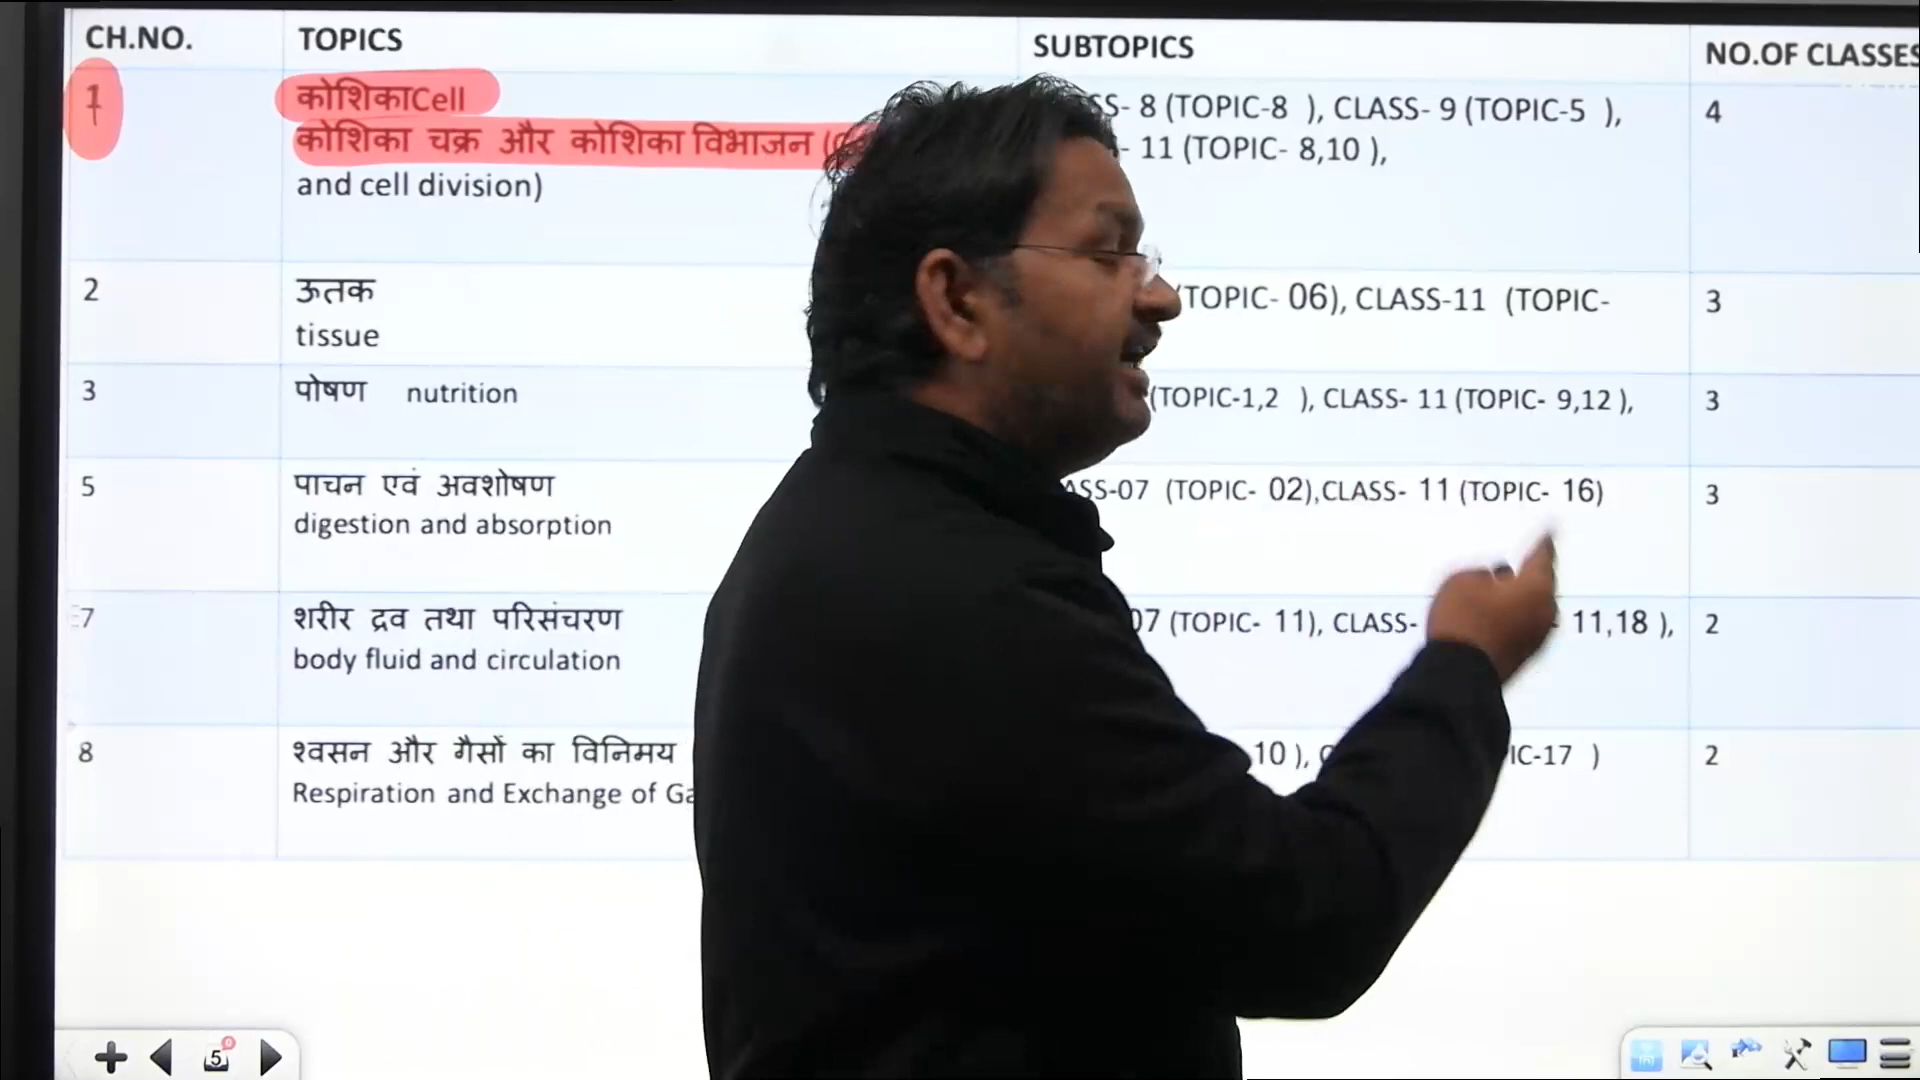 CH.NO. TOPICS SUBTOPICS NO.OF CLASSES
1 कोशिकाCell S- 8 (TOPIC-8 ), CLASS- 9 (TOPIC-5 ), 4
कोशिका चक्र और कोशिका विभाजन ( - 11 (TOPIC- 8,10 ),
and cell division)
2 ऊतक (TOPIC- 06), CLASS-11 (TOPIC- 3
tissue
3 पोषण nutrition (TOPIC-1,2 ), CLASS- 11 (TOPIC- 9,12 ), 3
5 पाचन एवं अवशोषण ASS-07 (TOPIC- 02),CLASS- 11 (TOPIC- 16) 3
digestion and absorption
7 शरीर द्रव तथा परिसंचरण 07 (TOPIC- 11), CLASS- 11,18 ), 2
body fluid and circulation
8 श्वसन और गैसों का विनिमय 10 ), PIC-17 ) 2
Respiration and Exchange of Ga
5